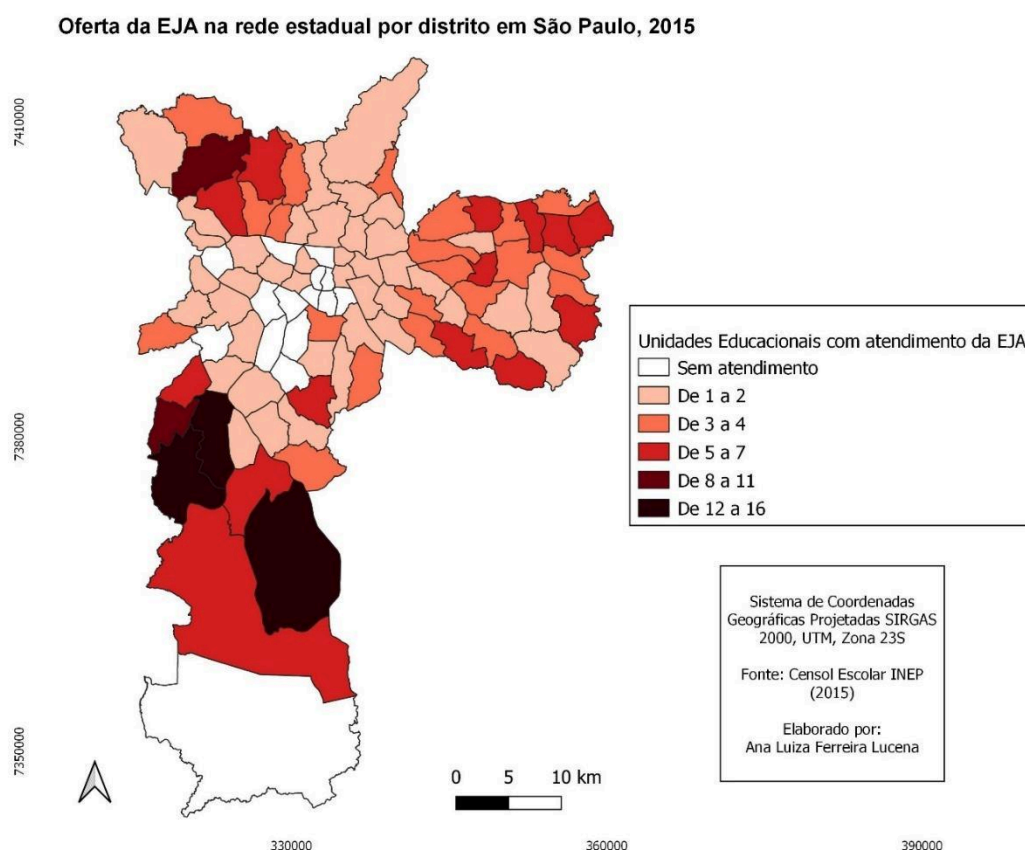 Oferta da EJA na rede estadual por distrito em São Paulo, 2015
7410000
7380000
7350000
Unidades Educacionais com atendimento da EJA
Sem atendimento
De 1 a 2
De 3 a 4
De 5 a 7
De 8 a 11
De 12 a 16
Sistema de Coordenadas
Geográficas Projetadas SIRGAS
2000, UTM, Zona 23S
Fonte: Censol Escolar INEP
(2015)
Elaborado por:
Ana Luiza Ferreira Lucena
0 5 10 km
330000 360000 390000